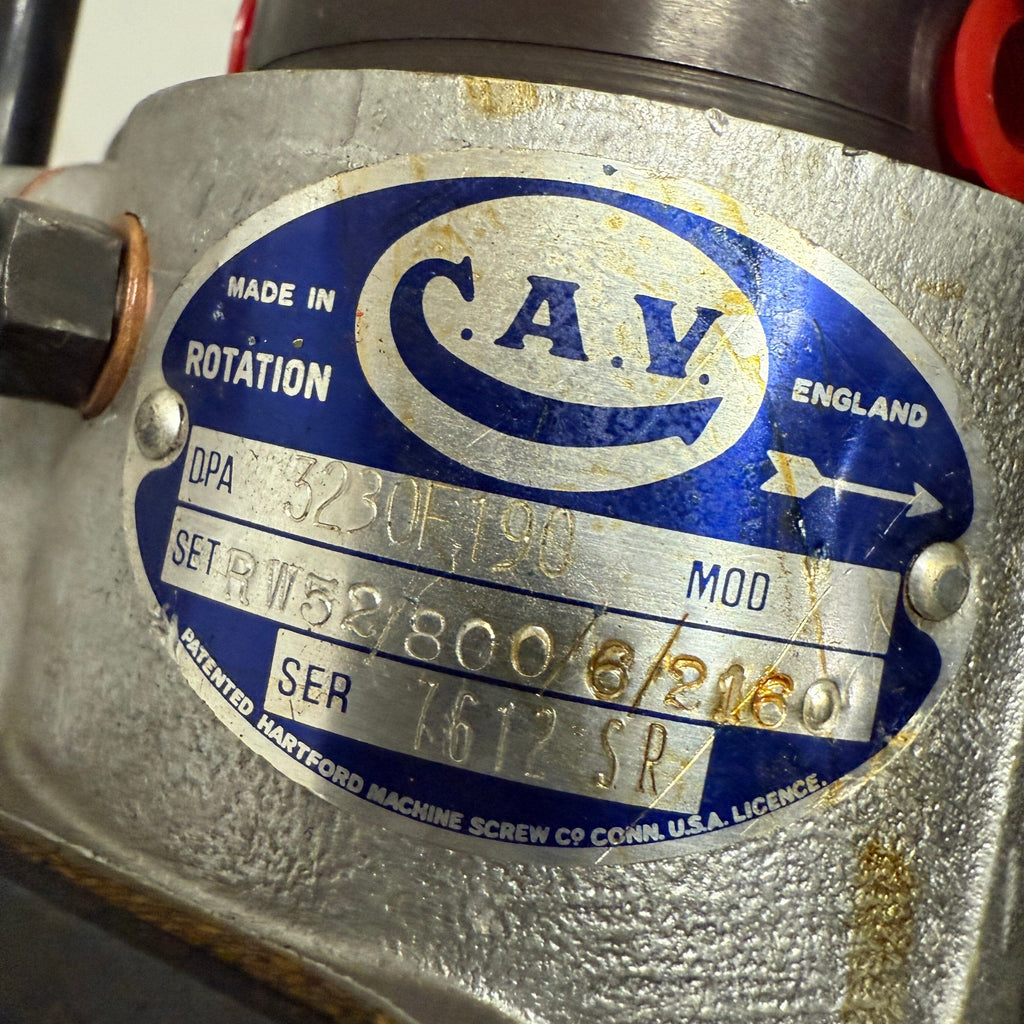 C.A.V.
MADE IN
ENGLAND
ROTATION
DPA 3230F190 MOD
SET RW52/800/6/2160
SER 7612 SR
PATENTED HARTFORD MACHINE SCREW CO CONN. U.S.A. LICENCE.